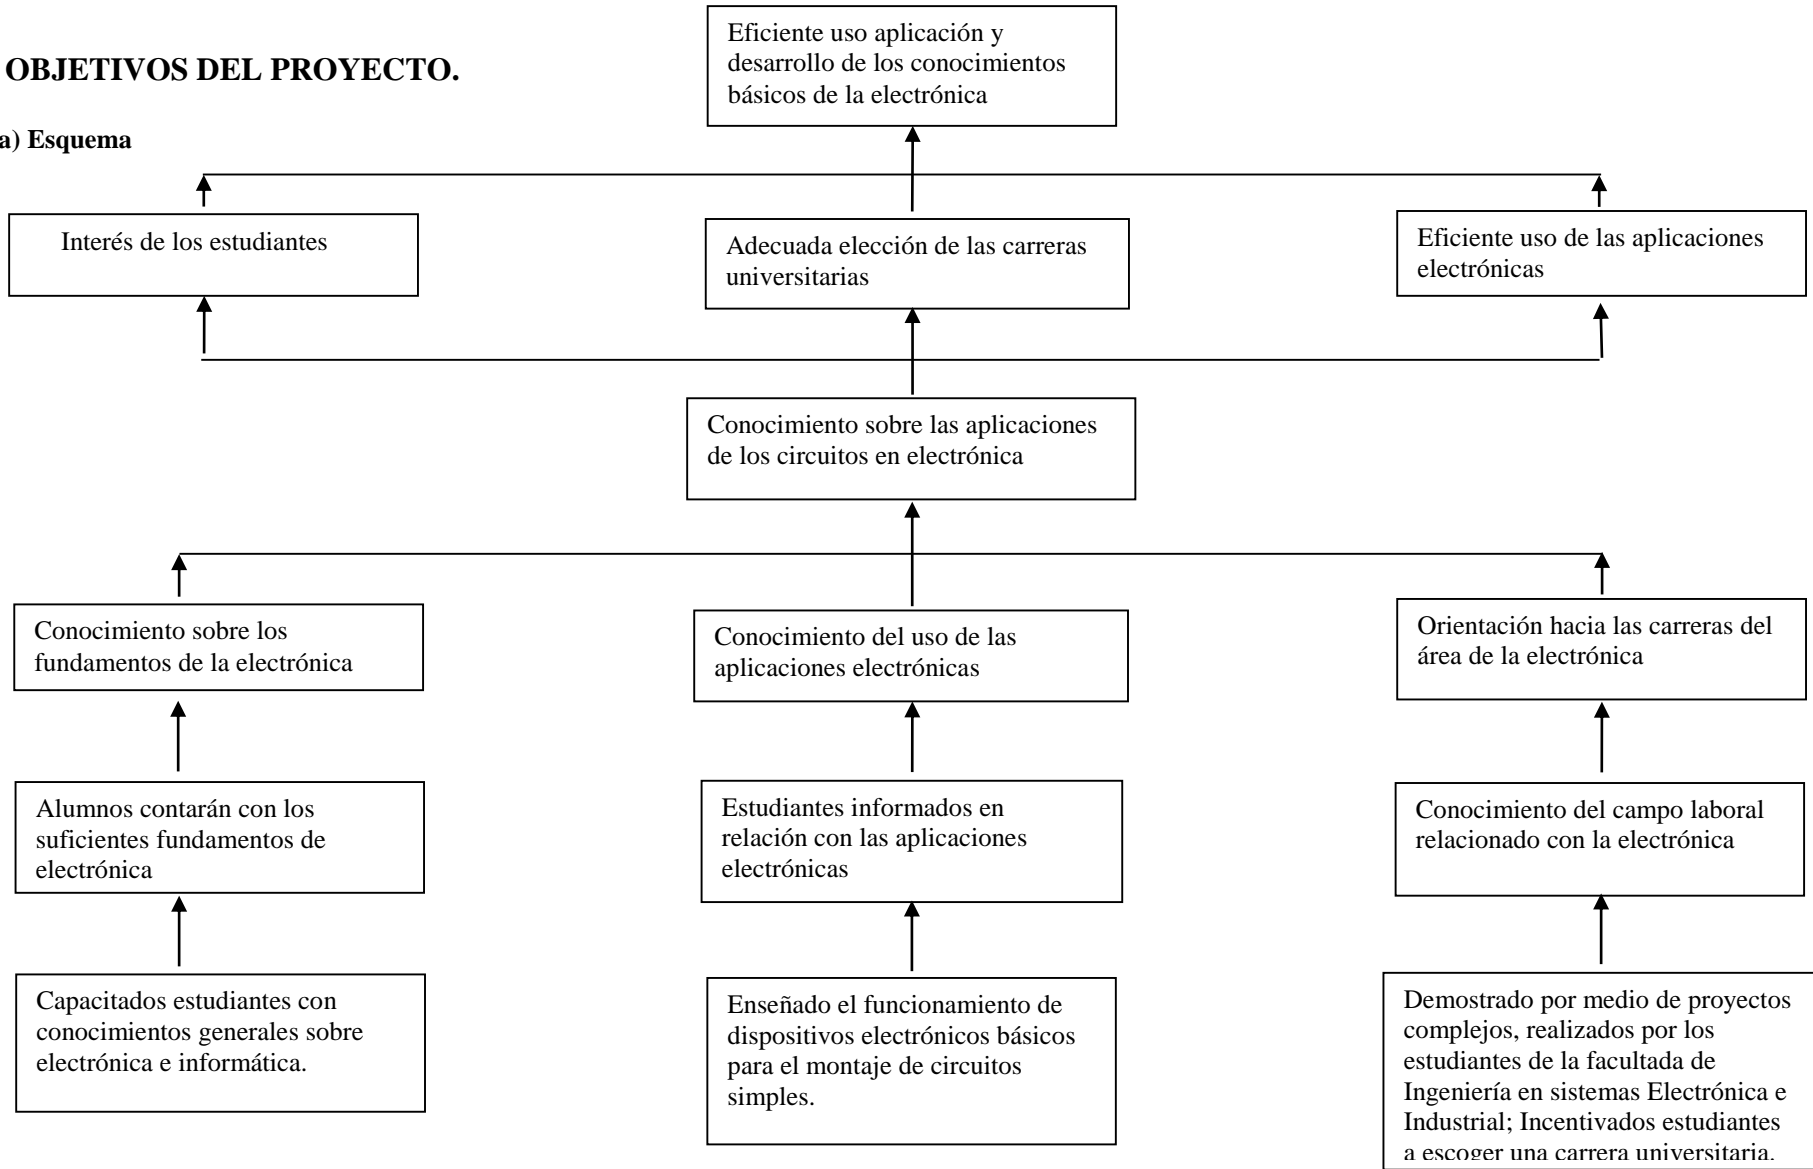 Eficiente uso aplicación y
desarrollo de los conocimientos
básicos de la electrónica
OBJETIVOS DEL PROYECTO.
a) Esquema
Interés de los estudiantes
Adecuada elección de las carreras
universitarias
Eficiente uso de las aplicaciones
electrónicas
Conocimiento sobre las aplicaciones
de los circuitos en electrónica
Conocimiento sobre los
fundamentos de la electrónica
Conocimiento del uso de las
aplicaciones electrónicas
Orientación hacia las carreras del
área de la electrónica
Alumnos contarán con los
suficientes fundamentos de
electrónica
Estudiantes informados en
relación con las aplicaciones
electrónicas
Conocimiento del campo laboral
relacionado con la electrónica
Capacitados estudiantes con
conocimientos generales sobre
electrónica e informática.
Enseñado el funcionamiento de
dispositivos electrónicos básicos
para el montaje de circuitos
simples.
Demostrado por medio de proyectos
complejos, realizados por los
estudiantes de la facultada de
Ingeniería en sistemas Electrónica e
Industrial; Incentivados estudiantes
a escoger una carrera universitaria.